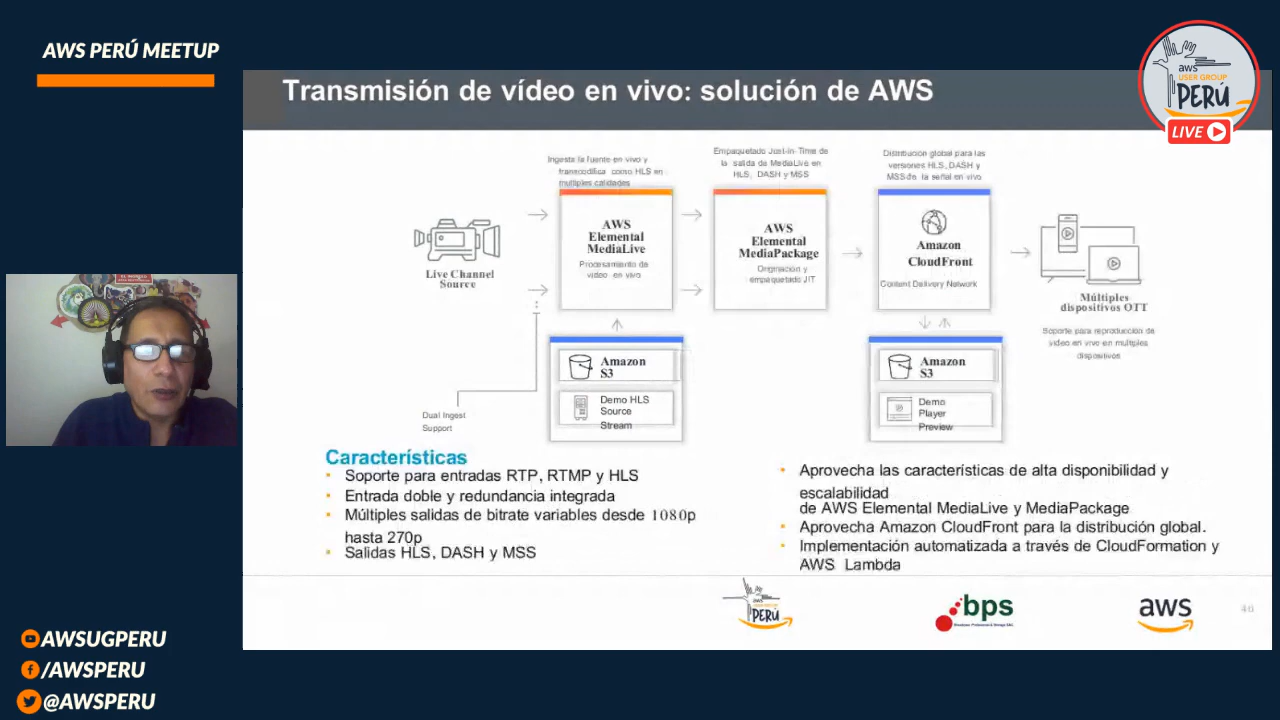 AWS PERÚ MEETUP
aws
USER GROUP
PERÚ
LIVE
Transmisión de vídeo en vivo: solución de AWS
Ingesta la fuente en vivo y
transcodifica como HLS en
multiples calidades
Empaquetado Just-in-Time de
la salida de MediaLive en
HLS, DASH y MSS
Distribución global para las
versiones HLS, DASH y
MSS de la señal en vivo
Live Channel
Source
AWS
Elemental
MediaLive
Procesamiento de
video en vivo
AWS
Elemental
MediaPackage
Originación y
empaquetado JIT
Amazon
CloudFront
Content Delivery Network
Múltiples
dispositivos OTT
Soporte para reproducción de
video en vivo en multiples
dispositivos
Dual Ingest
Support
Amazon
S3
Demo HLS
Source
Stream
Amazon
S3
Demo
Player
Preview
Características
Soporte para entradas RTP, RTMP y HLS
Entrada doble y redundancia integrada
Múltiples salidas de bitrate variables desde 1080p
hasta 270p
Salidas HLS, DASH y MSS
Aprovecha las características de alta disponibilidad y
escalabilidad
de AWS Elemental MediaLive y MediaPackage
Aprovecha Amazon CloudFront para la distribución global.
Implementación automatizada a través de CloudFormation y
AWS Lambda
aws
PERÚ
bps
aws
40
AWSUGPERU
/AWSPERU
@AWSPERU